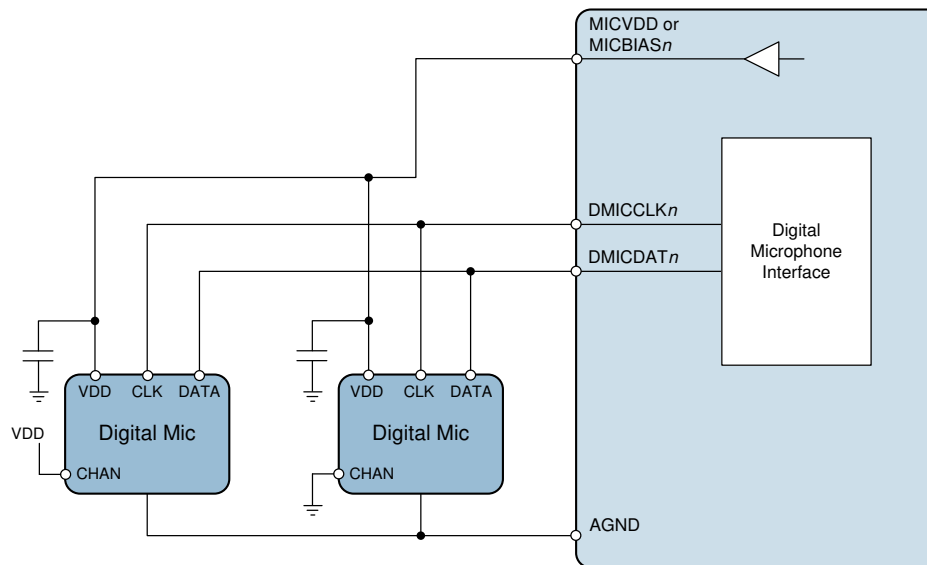 MICVDD or
MICBIASn
DMICCLKn
DMICDATn
Digital
Microphone
Interface
VDD CLK DATA
Digital Mic
VDD
CHAN
VDD CLK DATA
Digital Mic
CHAN
AGND